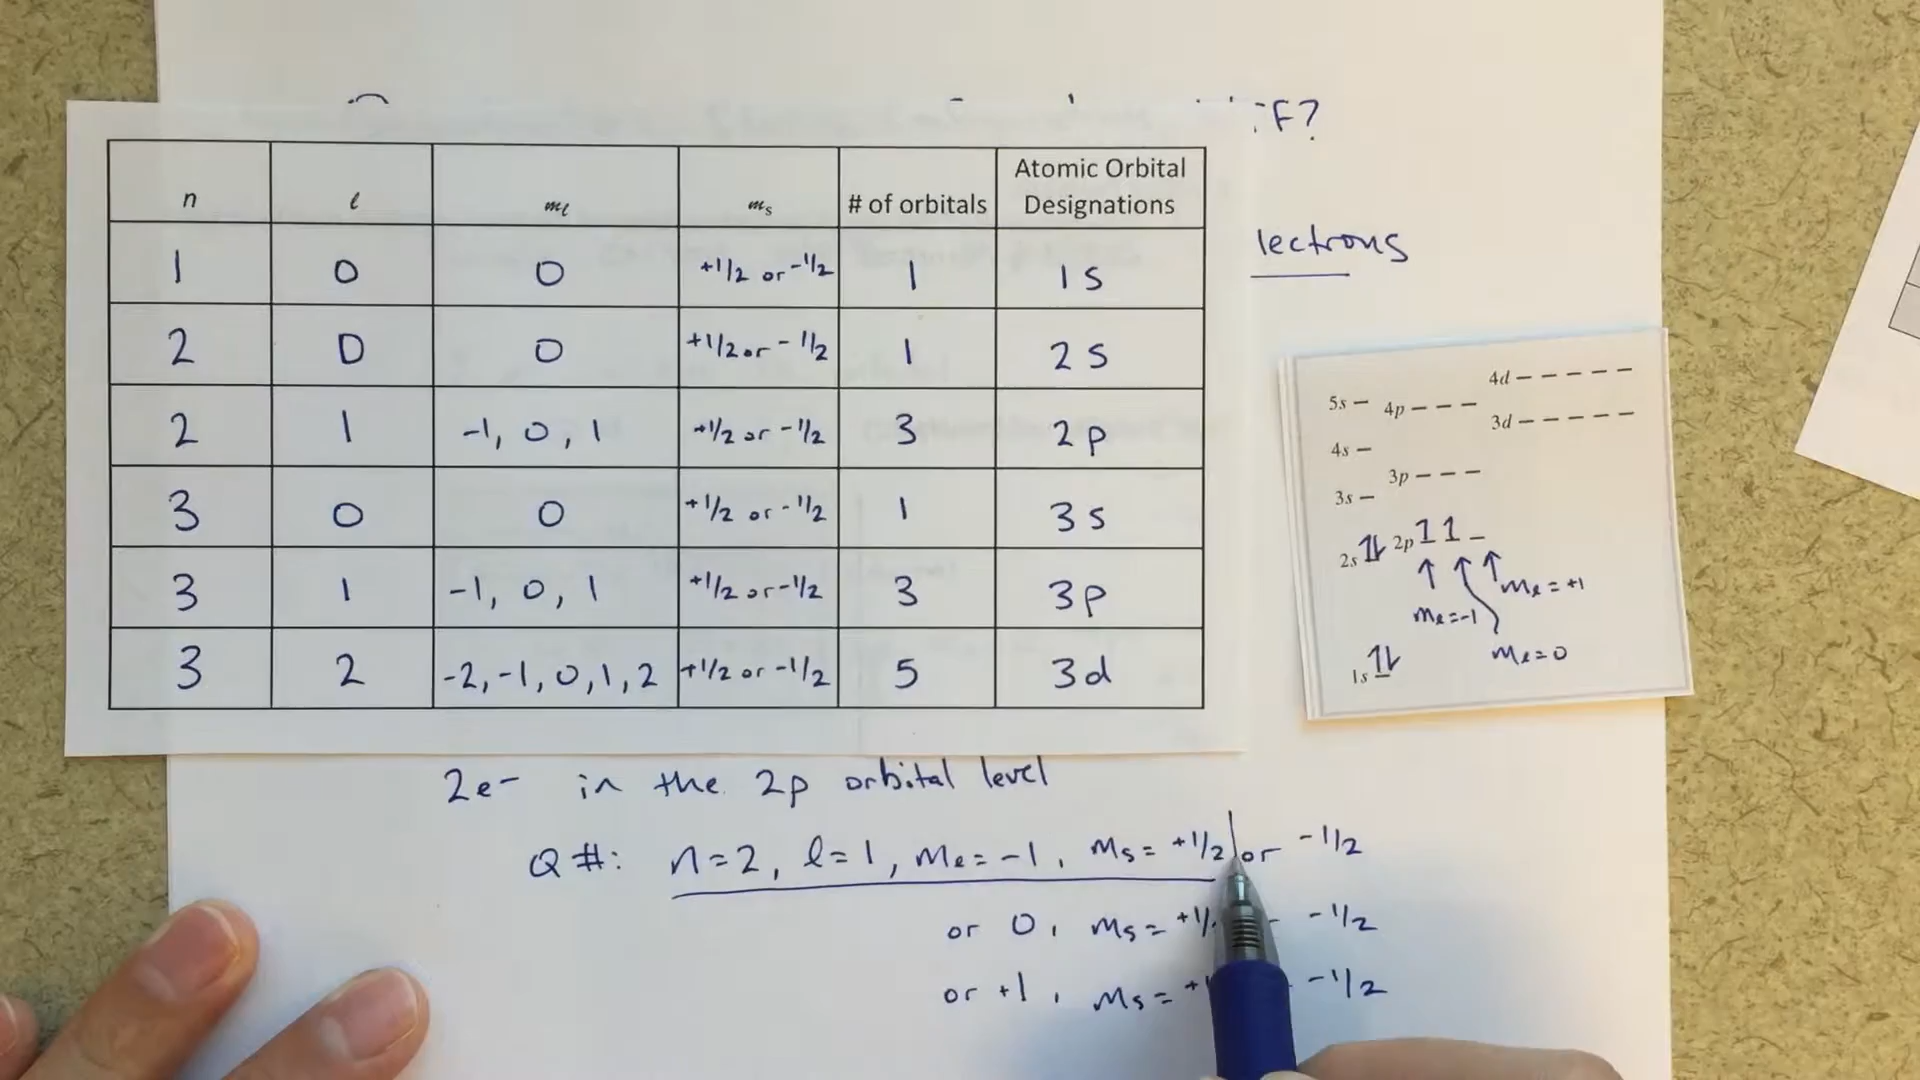 F?
lectrons
n l ml ms # of orbitals Atomic Orbital Designations
1 0 0 +1/2 or -1/2 1 1s
2 0 0 +1/2 or -1/2 1 2s
2 1 -1, 0, 1 +1/2 or -1/2 3 2p
3 0 0 +1/2 or -1/2 1 3s
3 1 -1, 0, 1 +1/2 or -1/2 3 3p
3 2 -2, -1, 0, 1, 2 +1/2 or -1/2 5 3d
4d
5s 4p
3d
4s
3p
3s
2s 2p
ml = +1
ml = -1
ml = 0
1s
2e- in the 2p orbital level
Q #: n = 2, l = 1, ml = -1, ms = +1/2 or -1/2
or 0, ms = +1/ -1/2
or +1, ms = + -1/2